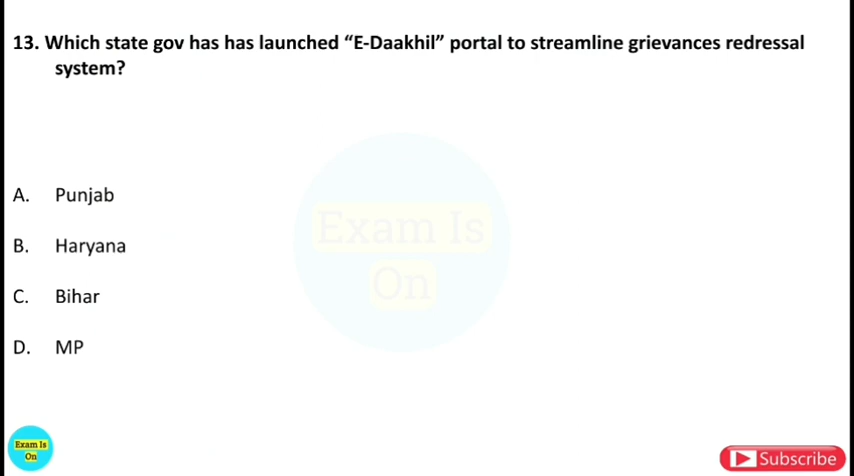 13. Which state gov has has launched “E-Daakhil” portal to streamline grievances redressal
system?
A. Punjab
B. Haryana
C. Bihar
D. MP
Exam Is
On
Exam Is
On
Subscribe